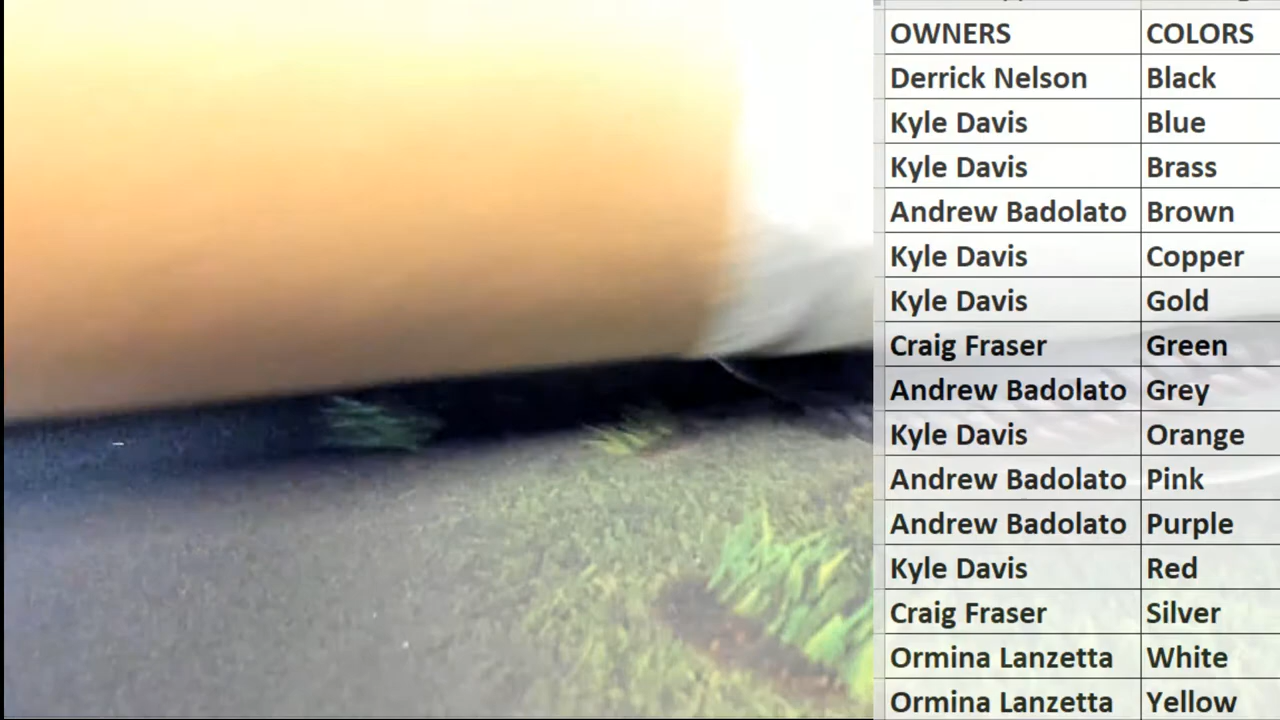 OWNERS COLORS
Derrick Nelson Black
Kyle Davis Blue
Kyle Davis Brass
Andrew Badolato Brown
Kyle Davis Copper
Kyle Davis Gold
Craig Fraser Green
Andrew Badolato Grey
Kyle Davis Orange
Andrew Badolato Pink
Andrew Badolato Purple
Kyle Davis Red
Craig Fraser Silver
Ormina Lanzetta White
Ormina Lanzetta Yellow